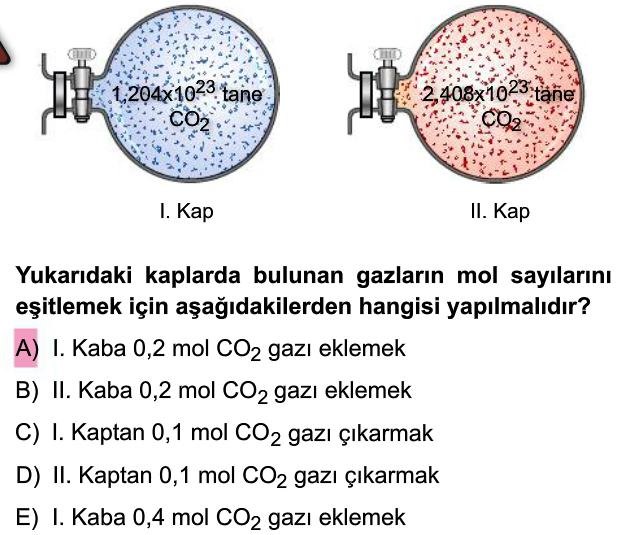 1,204x10²³ tane
CO₂
2,408x10²³ tane
CO₂
I. Kap
II. Kap
Yukarıdaki kaplarda bulunan gazların mol sayılarını
eşitlemek için aşağıdakilerden hangisi yapılmalıdır?
A) I. Kaba 0,2 mol CO₂ gazı eklemek
B) II. Kaba 0,2 mol CO₂ gazı eklemek
C) I. Kaptan 0,1 mol CO₂ gazı çıkarmak
D) II. Kaptan 0,1 mol CO₂ gazı çıkarmak
E) I. Kaba 0,4 mol CO₂ gazı eklemek